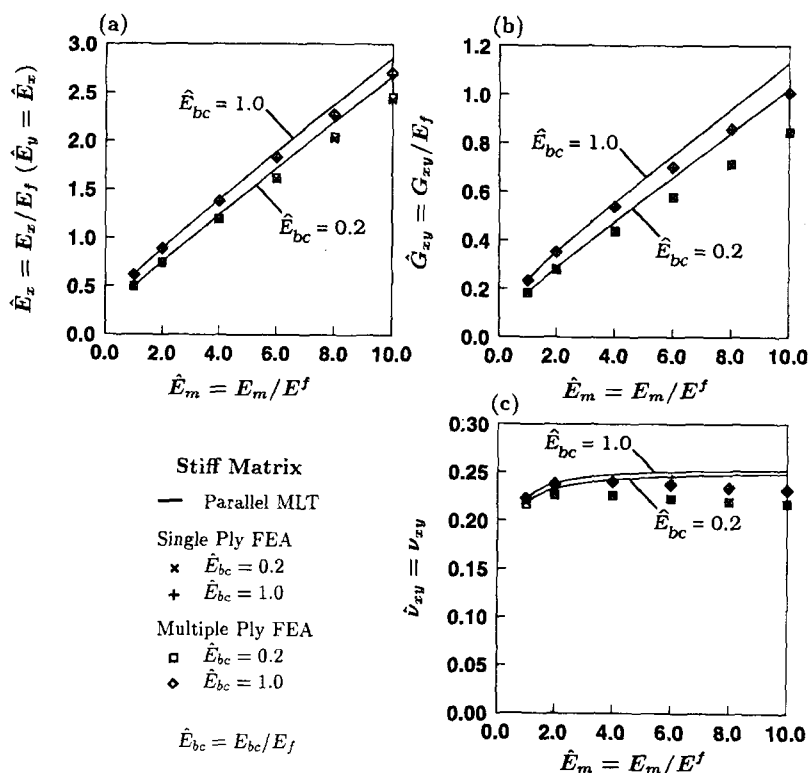 (a)
3.0
2.5
2.0
1.5
1.0
0.5
0.0
0.0 2.0 4.0 6.0 8.0 10.0
Ê_x = E_x/E_f (Ê_y = Ê_x)
Ê_bc = 1.0
Ê_bc = 0.2
Ê_m = E_m/E^f
(b)
1.2
1.0
0.8
0.6
0.4
0.2
0.0
0.0 2.0 4.0 6.0 8.0 10.0
Ĝ_xy = G_xy/E_f
Ê_bc = 1.0
Ê_bc = 0.2
Ê_m = E_m/E^f
(c)
0.30
0.25
0.20
0.15
0.10
0.05
0.00
0.0 2.0 4.0 6.0 8.0 10.0
ν̂_xy = ν_xy
Ê_bc = 1.0
Ê_bc = 0.2
Ê_m = E_m/E^f
Stiff Matrix
Parallel MLT
Single Ply FEA
Ê_bc = 0.2
Ê_bc = 1.0
Multiple Ply FEA
Ê_bc = 0.2
Ê_bc = 1.0
Ê_bc = E_bc/E_f